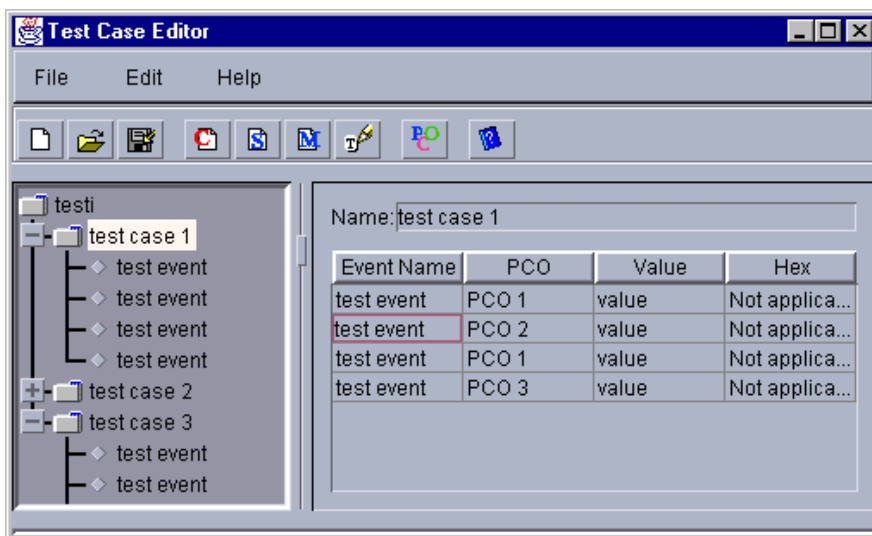 Test Case Editor
File Edit Help
C S M T PCO
testi
test case 1
test event
test event
test event
test event
test case 2
test case 3
test event
test event
Name: test case 1
Event Name PCO Value Hex
test event PCO 1 value Not applica...
test event PCO 2 value Not applica...
test event PCO 1 value Not applica...
test event PCO 3 value Not applica...